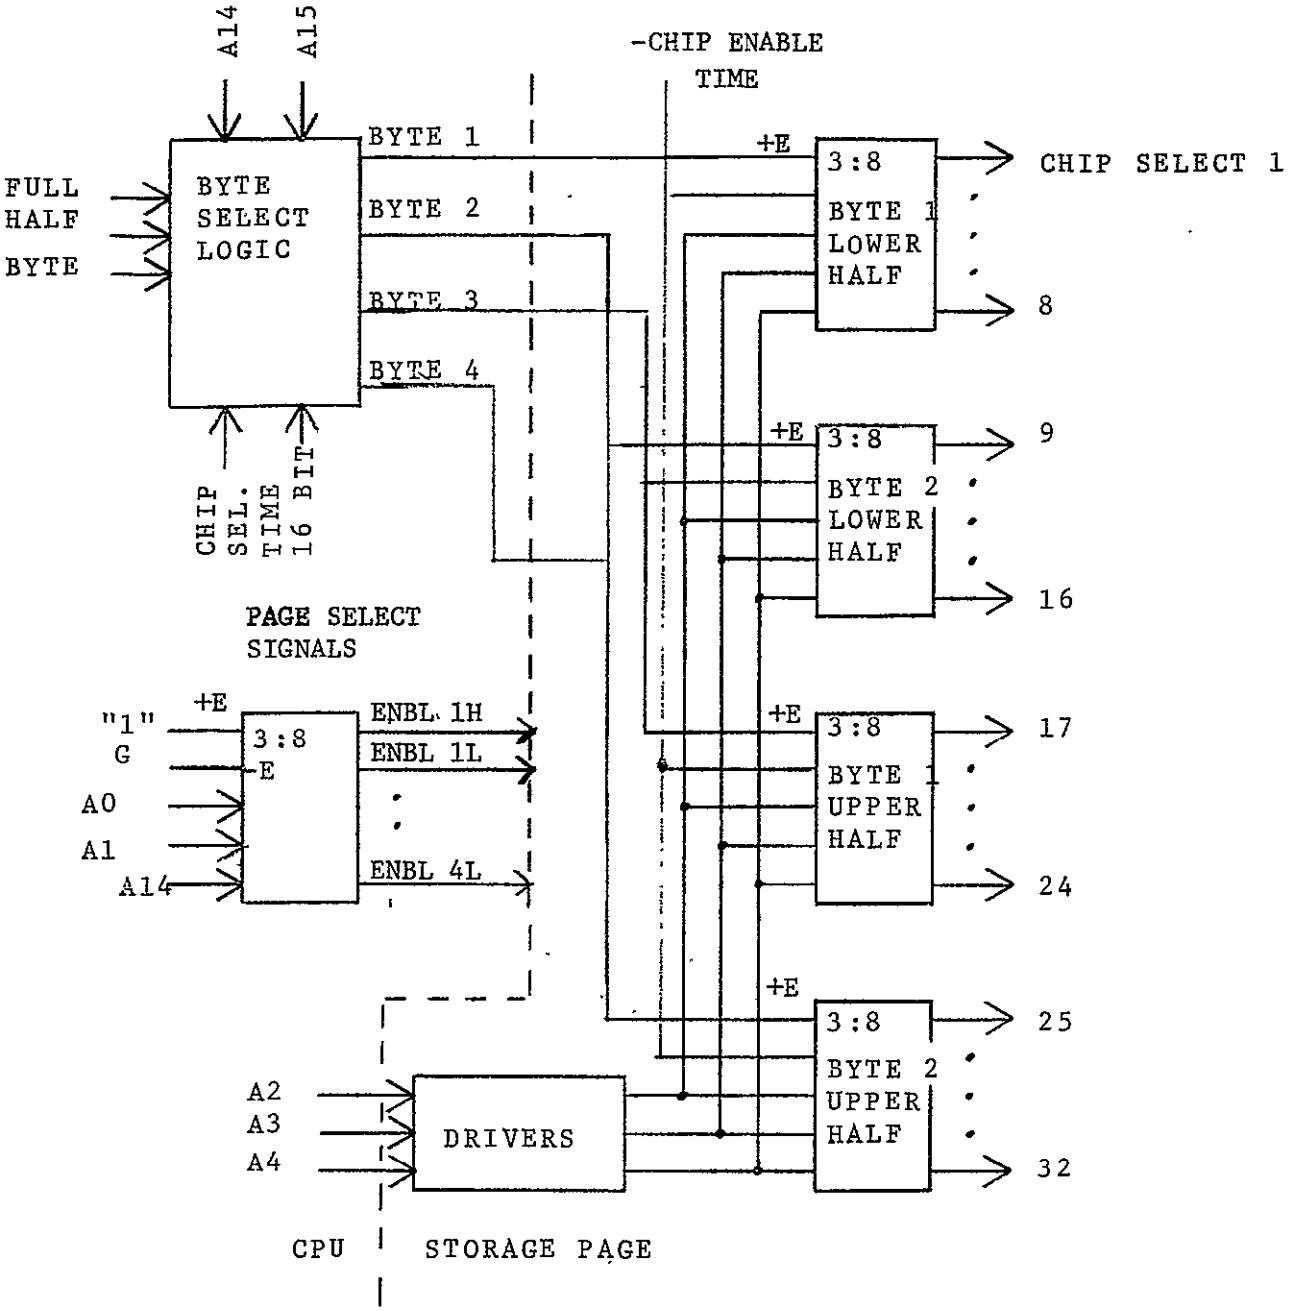 A14
A15
-CHIP ENABLE
TIME
FULL
HALF
BYTE
BYTE
SELECT
LOGIC
BYTE 1
BYTE 2
BYTE 3
BYTE 4
CHIP
SEL.
TIME
16 BIT
+E
3:8
BYTE 1
LOWER
HALF
CHIP SELECT 1
8
+E
3:8
BYTE 2
LOWER
HALF
9
16
PAGE SELECT
SIGNALS
+E
"1"
G
A0
A1
A14
3:8
-E
ENBL 1H
ENBL 1L
ENBL 4L
+E
3:8
BYTE 1
UPPER
HALF
17
24
+E
3:8
BYTE 2
UPPER
HALF
25
32
A2
A3
A4
DRIVERS
CPU
STORAGE PAGE